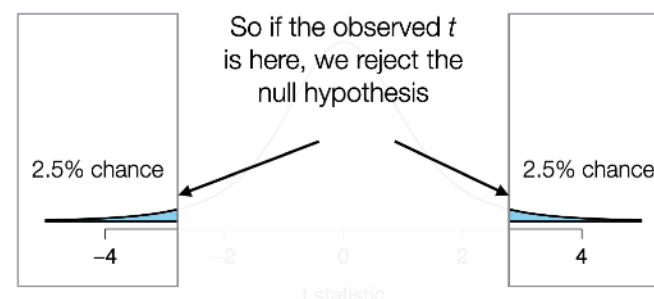 So if the observed t
is here, we reject the
null hypothesis
2.5% chance
2.5% chance
−4 −2 0 2 4
t statistic